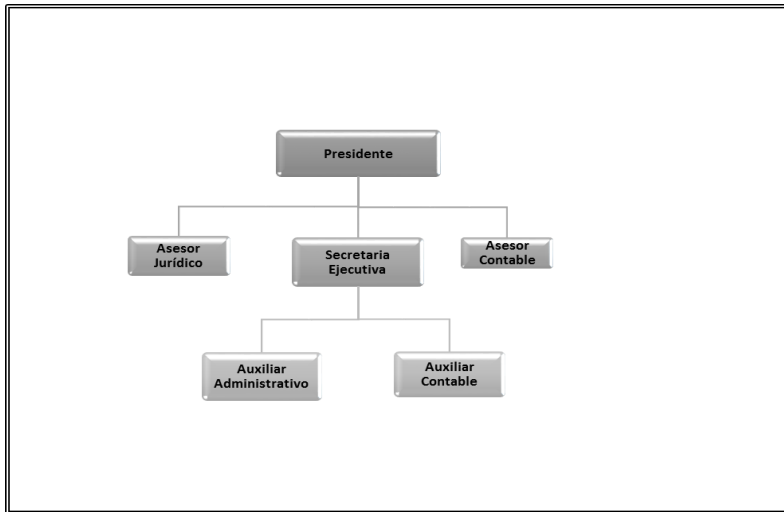 Presidente
Asesor
Jurídico
Secretaria
Ejecutiva
Asesor
Contable
Auxiliar
Administrativo
Auxiliar
Contable